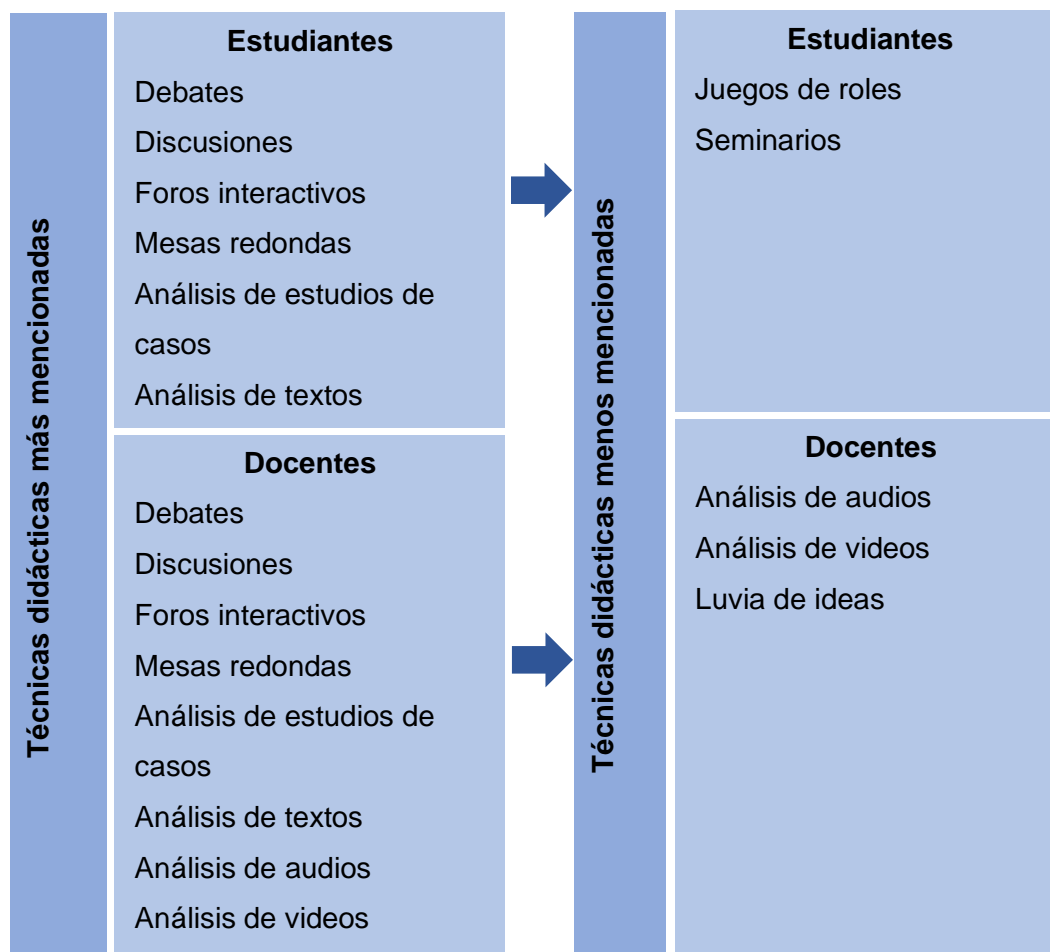 Técnicas didácticas más mencionadas
Estudiantes
Debates
Discusiones
Foros interactivos
Mesas redondas
Análisis de estudios de
casos
Análisis de textos
Docentes
Debates
Discusiones
Foros interactivos
Mesas redondas
Análisis de estudios de
casos
Análisis de textos
Análisis de audios
Análisis de videos
Técnicas didácticas menos mencionadas
Estudiantes
Juegos de roles
Seminarios
Docentes
Análisis de audios
Análisis de videos
Luvia de ideas